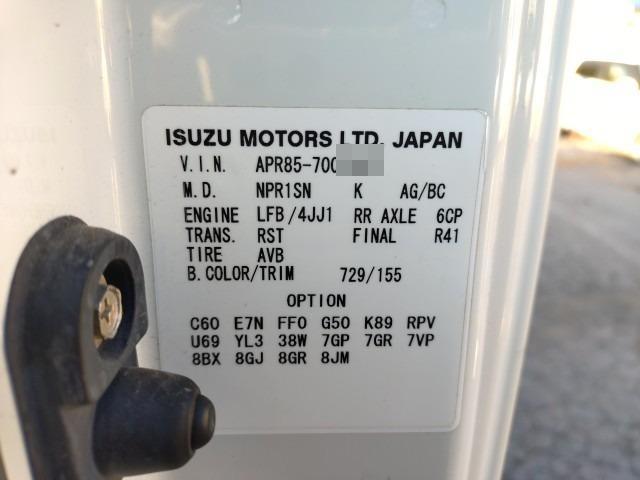 ISUZU MOTORS LTD. JAPAN
V.I.N. APR85-700
M.D. NPR1SN K AG/BC
ENGINE LFB/4JJ1 RR AXLE 6CP
TRANS. RST FINAL R41
TIRE AVB
B.COLOR/TRIM 729/155
OPTION
C60 E7N FF0 G50 K89 RPV
U69 YL3 38W 7GP 7GR 7VP
8BX 8GJ 8GR 8JM